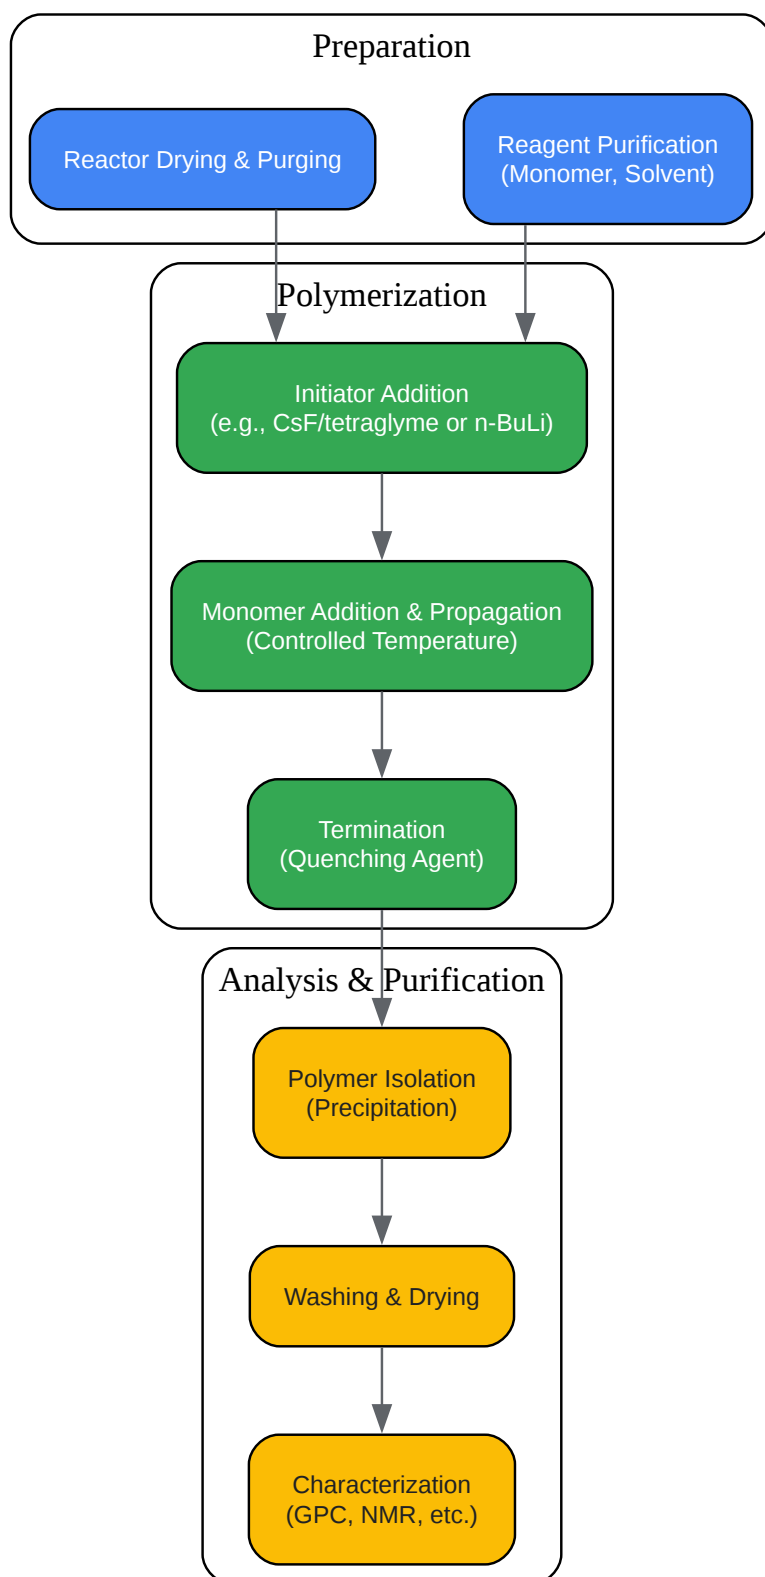 Preparation
Reactor Drying & Purging
Reagent Purification
(Monomer, Solvent)
Polymerization
Initiator Addition
(e.g., CsF/tetraglyme or n-BuLi)
Monomer Addition & Propagation
(Controlled Temperature)
Termination
(Quenching Agent)
Analysis & Purification
Polymer Isolation
(Precipitation)
Washing & Drying
Characterization
(GPC, NMR, etc.)